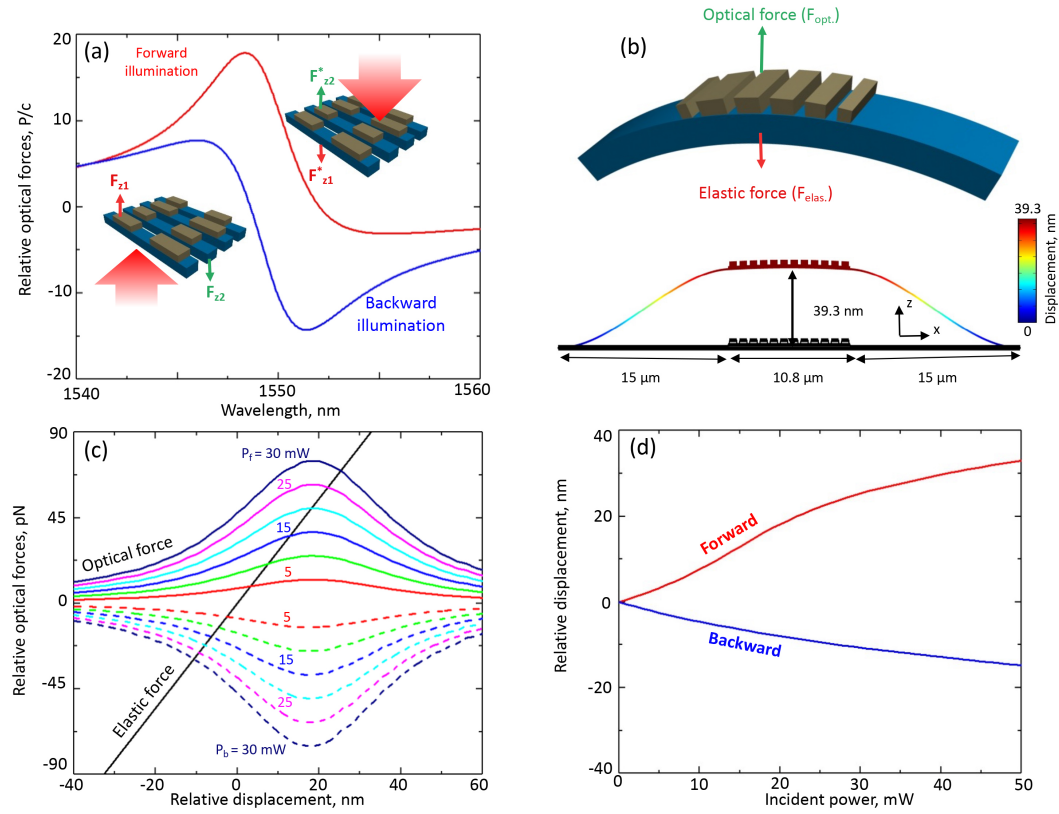 (a)
Forward
illumination
F*z2
F*z1
Fz1
Fz2
Backward
illumination
20
10
0
-10
-20
1540
1550
1560
Relative optical forces, P/c
Wavelength, nm
(b)
Optical force (Fopt.)
Elastic force (Felas.)
39.3
0
Displacement, nm
39.3 nm
z
x
15 µm
10.8 µm
15 µm
(c)
Pf = 30 mW
25
15
5
Optical force
5
15
25
Pb = 30 mW
Elastic force
90
45
0
-45
-90
-40
-20
0
20
40
60
Relative optical forces, pN
Relative displacement, nm
(d)
Forward
Backward
40
20
0
-20
-40
0
10
20
30
40
50
Relative displacement, nm
Incident power, mW